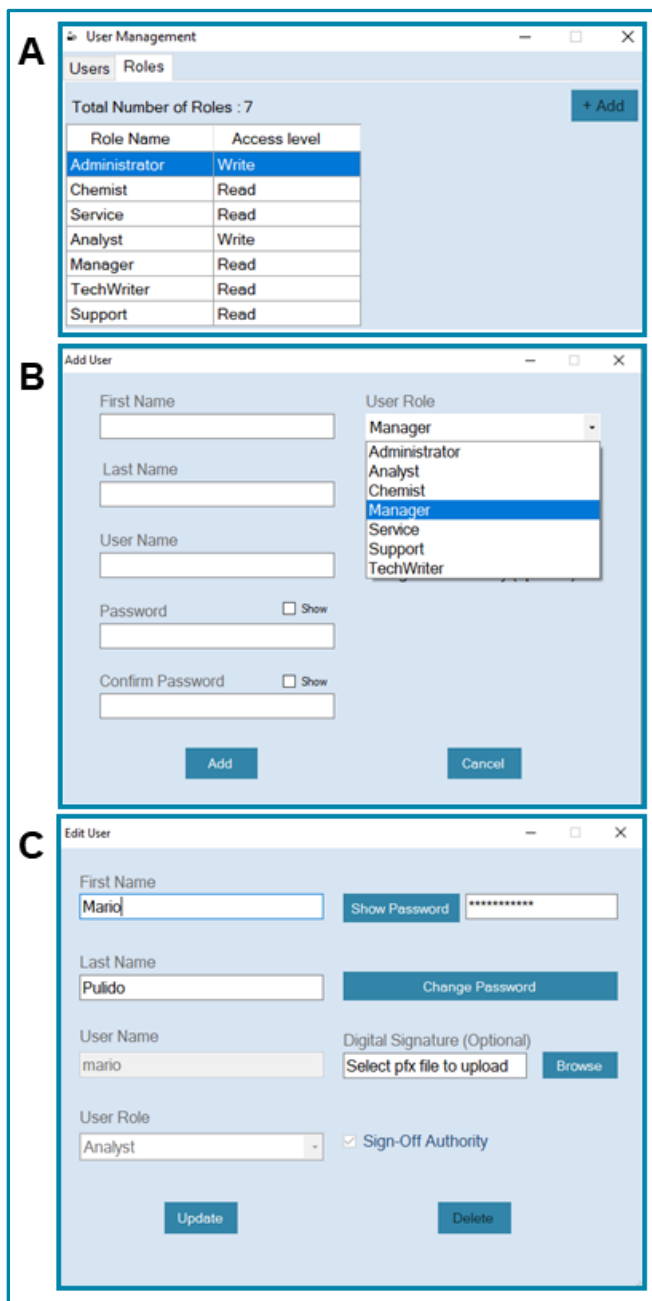 A
User Management
Users Roles
Total Number of Roles : 7 + Add
Role Name Access level
Administrator Write
Chemist Read
Service Read
Analyst Write
Manager Read
TechWriter Read
Support Read
B
Add User
First Name
User Role
Manager
Administrator
Analyst
Chemist
Manager
Service
Support
TechWriter
Last Name
User Name
Password Show
Confirm Password Show
Add Cancel
C
Edit User
First Name
Mario Show Password ***********
Last Name
Pulido Change Password
User Name Digital Signature (Optional)
mario Select pfx file to upload Browse
User Role
Analyst Sign-Off Authority
Update Delete